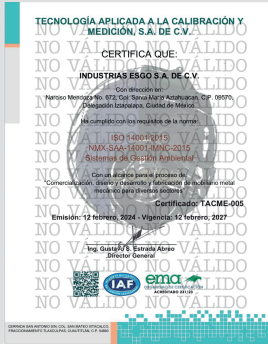 TECNOLOGÍA APLICADA A LA CALIBRACIÓN Y
MEDICIÓN, S.A. DE C.V.
NO VÁLIDO
CERTIFICA QUE:
INDUSTRIAS ESGO S.A. DE C.V.
Con dirección en:
Narciso Mendoza No. 672, Col. Santa María Aztahuacan, C.P. 09570,
Delegación Iztapalapa, Ciudad de México.
Ha cumplido con los requisitos de la norma:
ISO 14001:2015
NMX-SAA-14001-IMNC-2015
Sistemas de Gestión Ambiental
Con un alcance para el proceso de:
"Comercialización, diseño y desarrollo y fabricación de mobiliario metal
mecánico para diversos sectores"
Certificado: TACME-005
Emisión: 12 febrero, 2024 - Vigencia: 12 febrero, 2027
Ing. Gustavo S. Estrada Abreo
Director General
IAF
ema